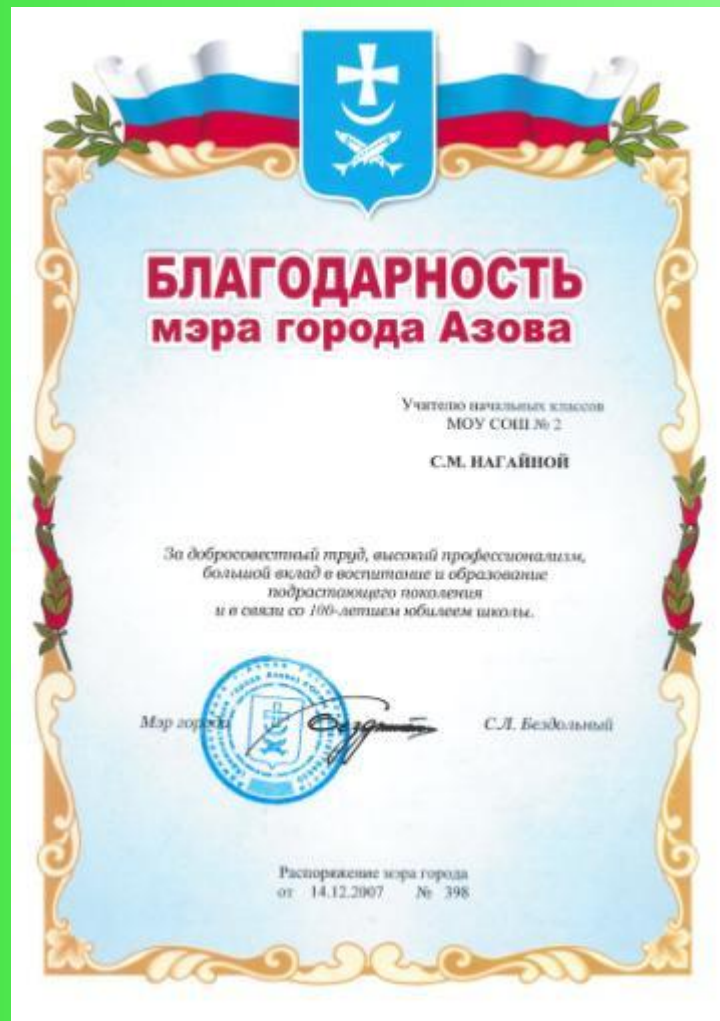 БЛАГОДАРНОСТЬ
мэра города Азова
Учителю начальных классов
МОУ СОШ № 2
С.М. НАГАЙНОЙ
За добросовестный труд, высокий профессионализм,
большой вклад в воспитание и образование
подрастающего поколения
и в связи со 100-летием юбилеем школы.
Мэр города
С.Л. Бездольный
Распоряжение мэра города
от 14.12.2007 № 398